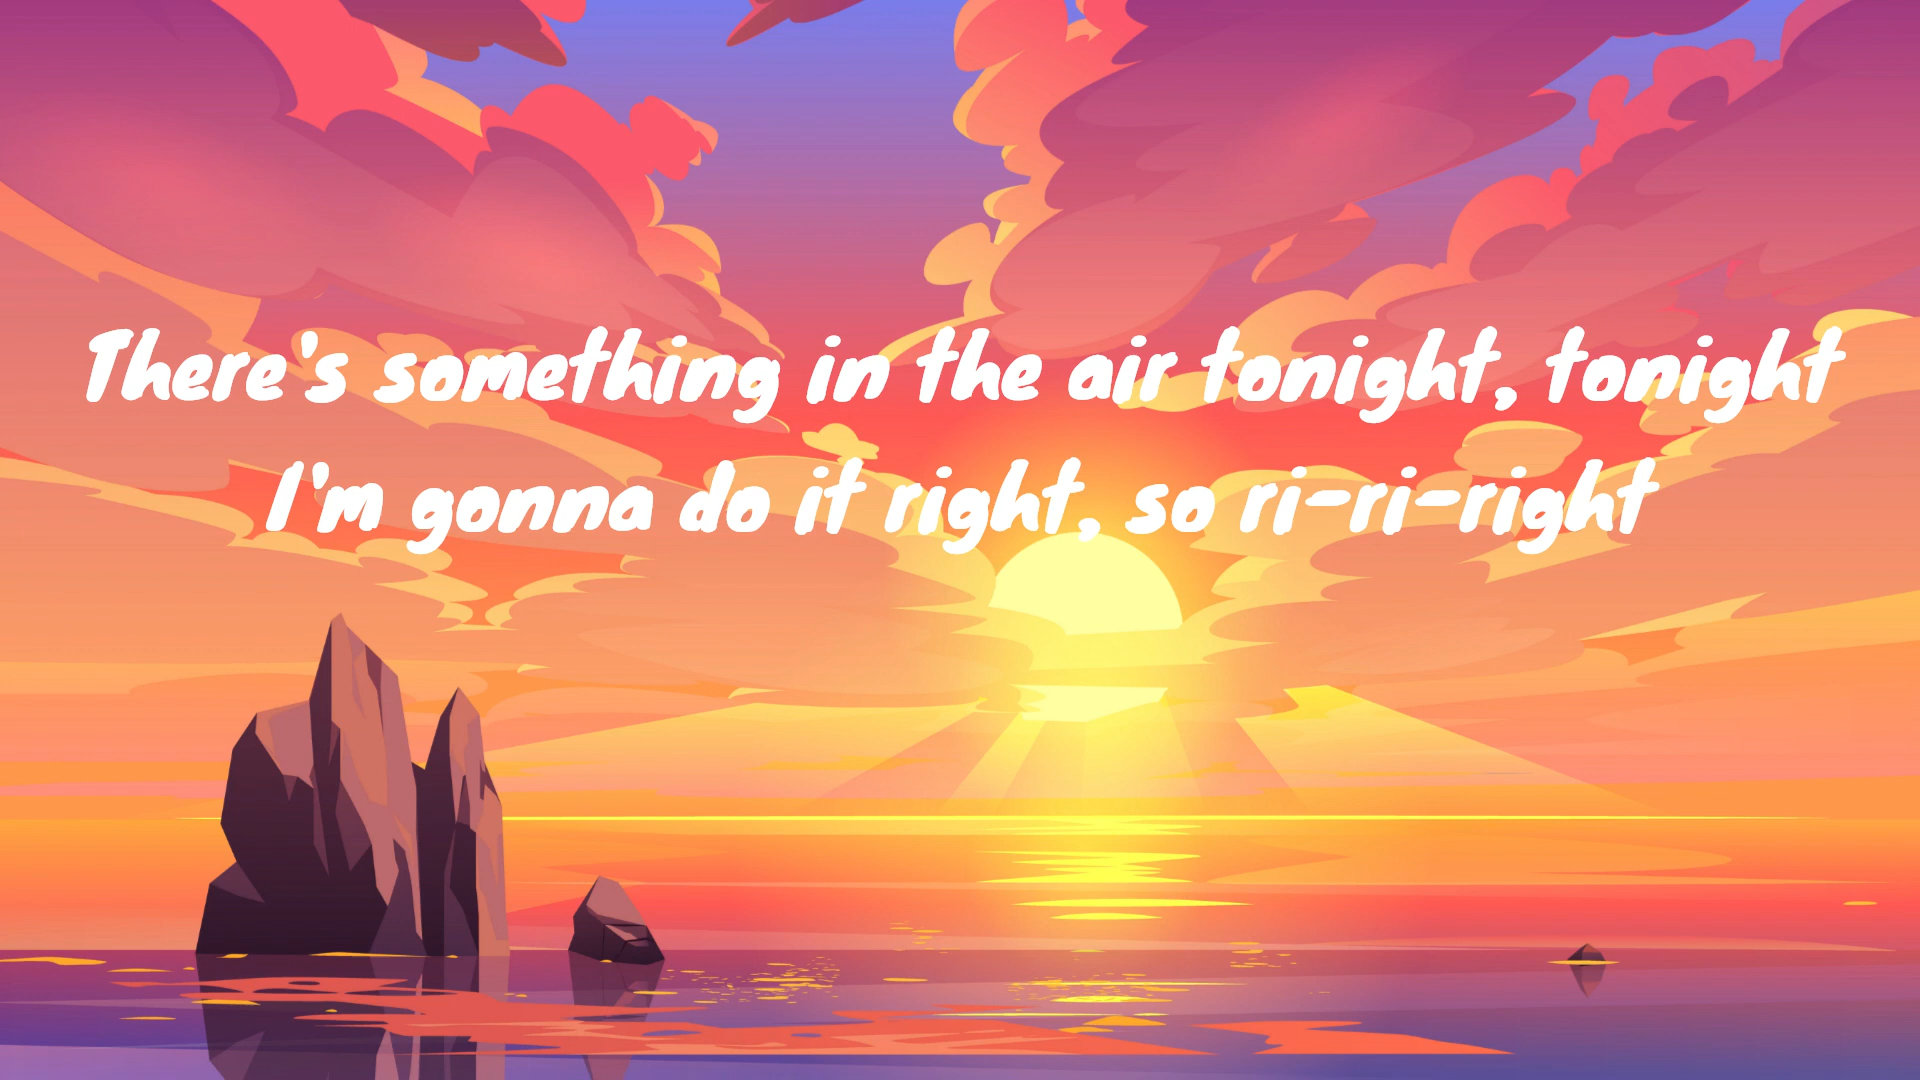 There's something in the air tonight, tonight
I'm gonna do it right, so ri-ri-right